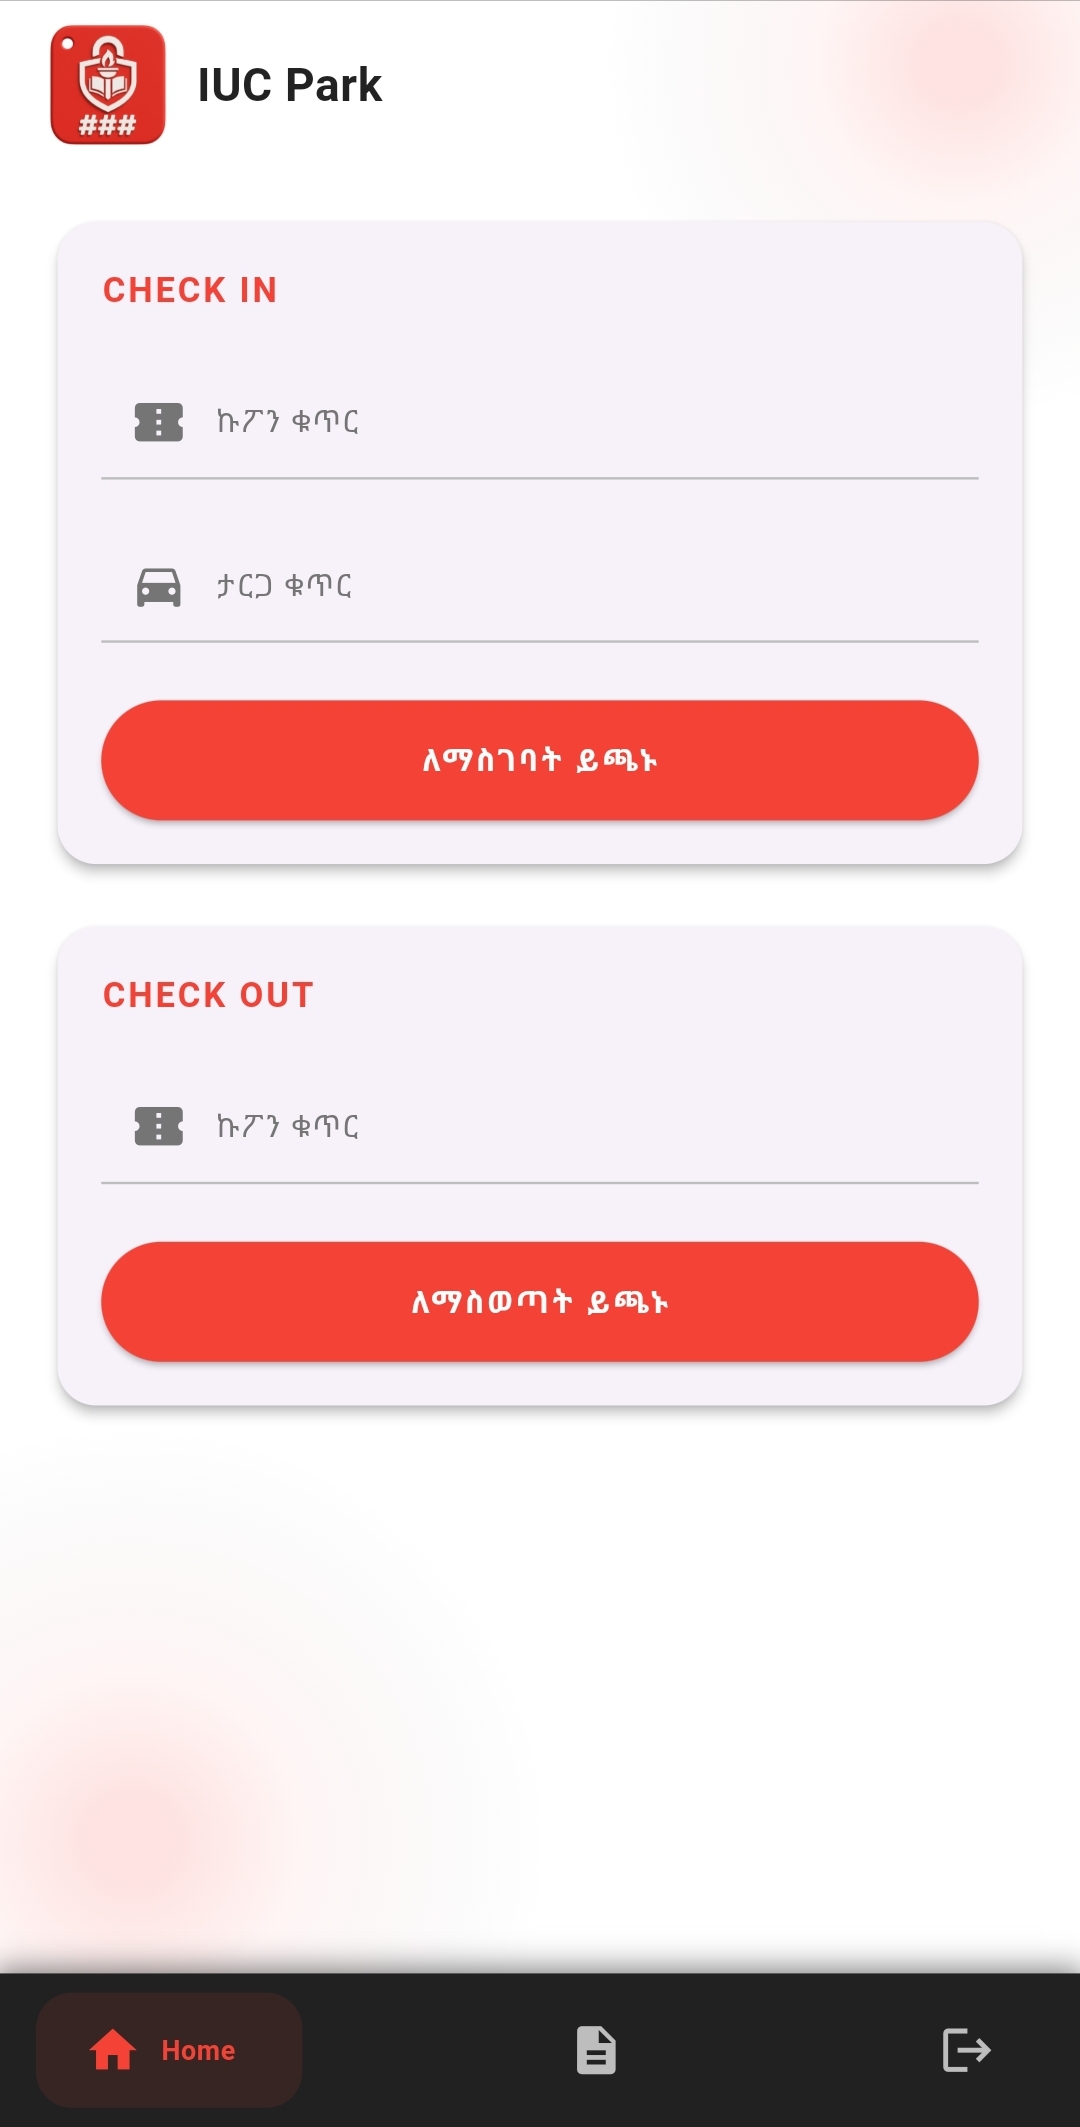 ###
IUC Park
CHECK IN
ኩፖን ቁጥር
ታርጋ ቁጥር
ለማስገባት ይጫኑ
CHECK OUT
ኩፖን ቁጥር
ለማስወጣት ይጫኑ
Home